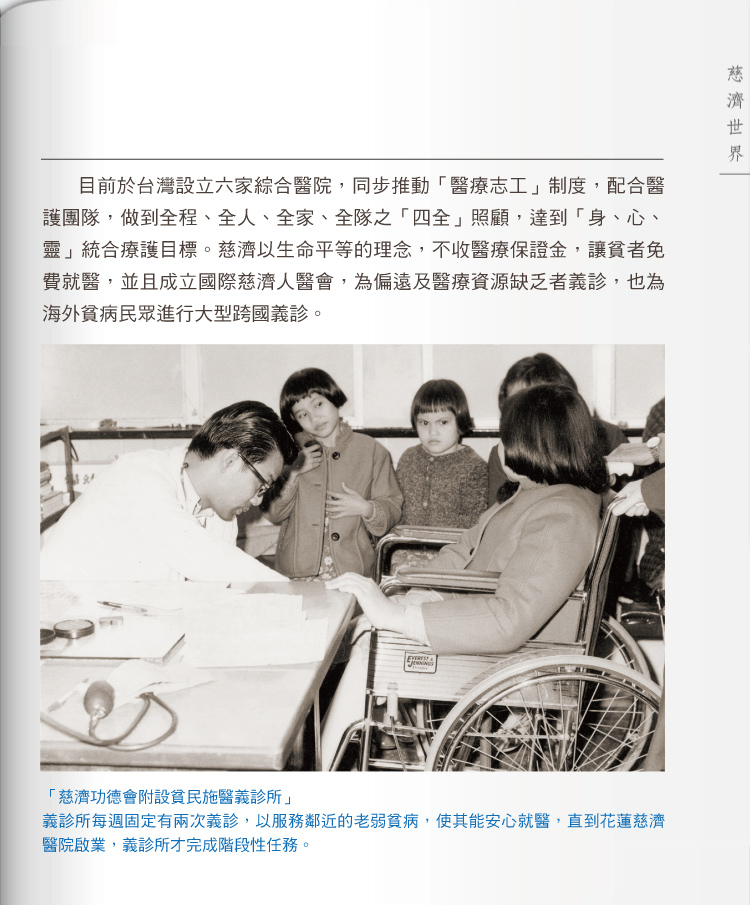 慈濟世界
目前於台灣設立六家綜合醫院，同步推動「醫療志工」制度，配合醫
護團隊，做到全程、全人、全家、全隊之「四全」照顧，達到「身、心、
靈」統合療護目標。慈濟以生命平等的理念，不收醫療保證金，讓貧者免
費就醫，並且成立國際慈濟人醫會，為偏遠及醫療資源缺乏者義診，也為
海外貧病民眾進行大型跨國義診。
EVEREST &
JENNINGS
「慈濟功德會附設貧民施醫義診所」
義診所每週固定有兩次義診，以服務鄰近的老弱貧病，使其能安心就醫，直到花蓮慈濟
醫院啟業，義診所才完成階段性任務。